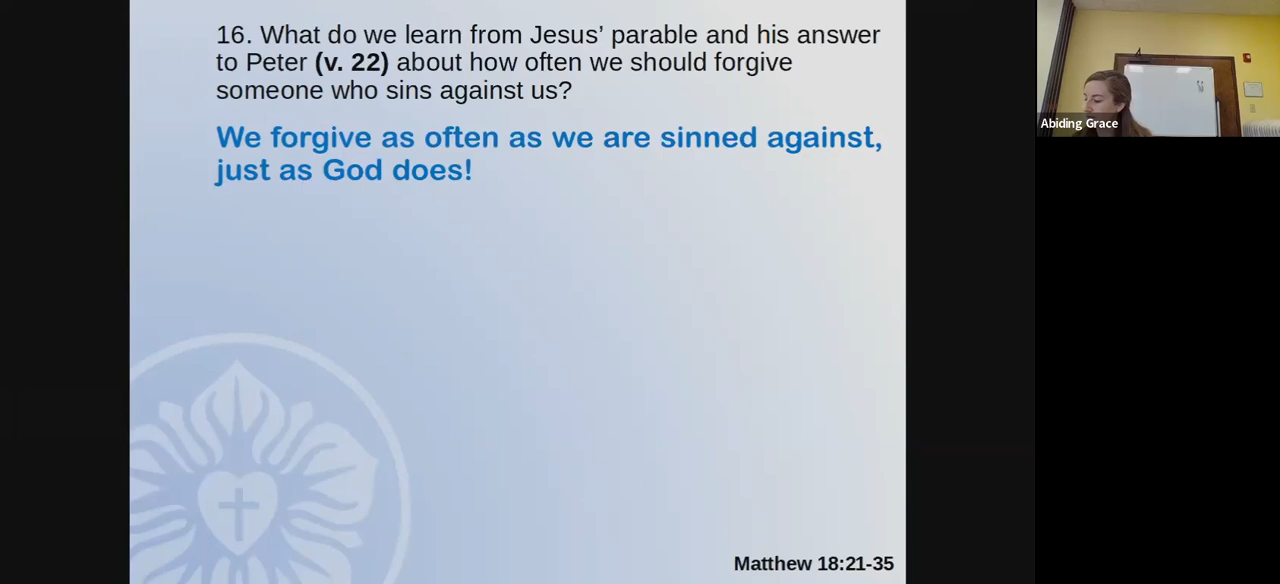 16. What do we learn from Jesus’ parable and his answer
to Peter (v. 22) about how often we should forgive
someone who sins against us?
We forgive as often as we are sinned against,
just as God does!
Matthew 18:21-35
Abiding Grace